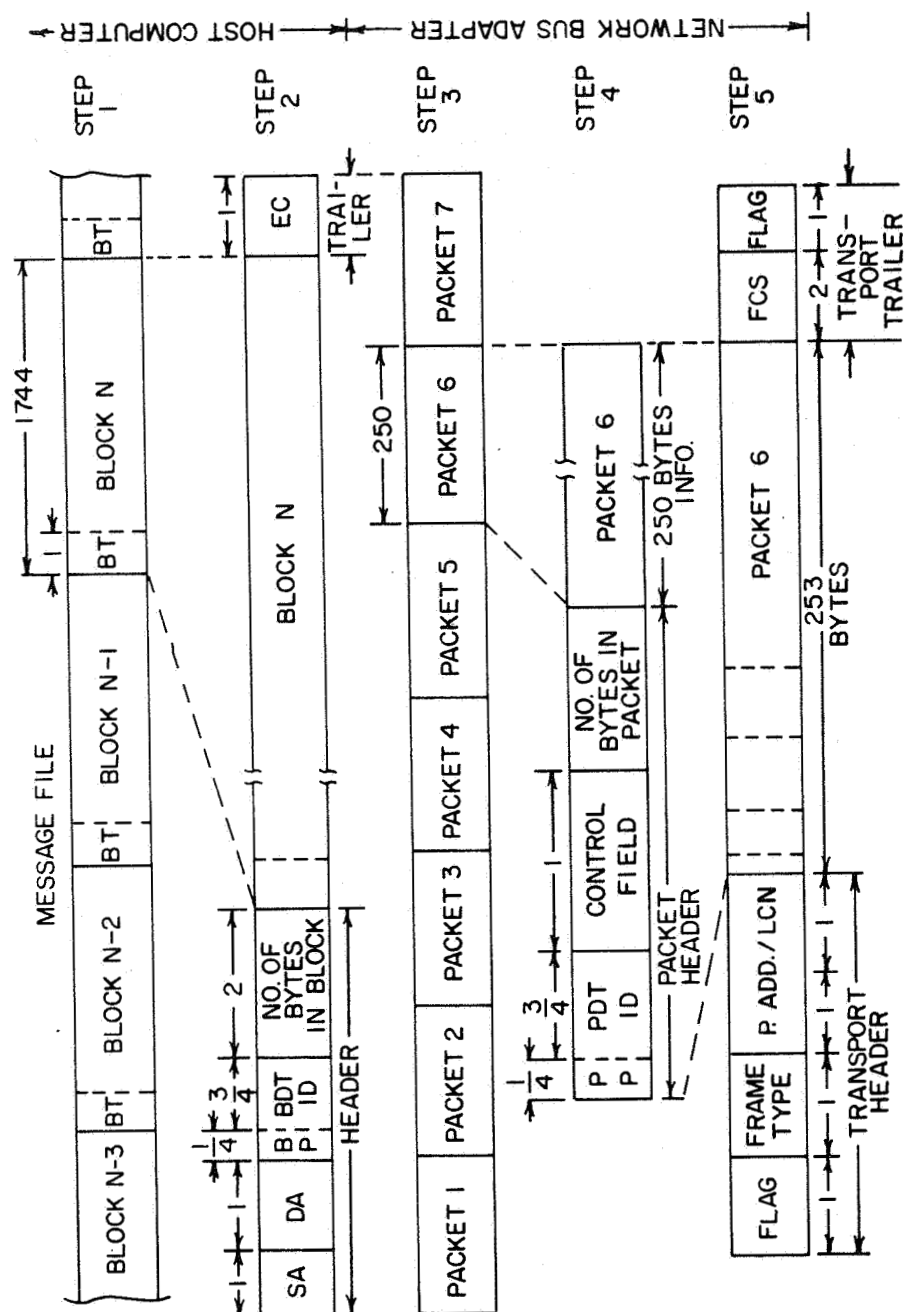 MESSAGE FILE
1744
1
BLOCK N-3
BT
BLOCK N-2
BT
BLOCK N-1
BT
BLOCK N
BT
STEP
1
HOST COMPUTER
1
1
1
4
3
4
2
1
SA
DA
B
P
BDT
ID
NO. OF
BYTES
IN BLOCK
BLOCK N
EC
STEP
2
HEADER
TRAI-
LER
250
PACKET 1
PACKET 2
PACKET 3
PACKET 4
PACKET 5
PACKET 6
PACKET 7
STEP
3
NETWORK BUS ADAPTER
1
4
3
4
1
P
P
PDT
ID
CONTROL
FIELD
NO. OF
BYTES IN
PACKET
PACKET 6
STEP
4
PACKET
HEADER
250 BYTES
INFO.
FLAG
FRAME
TYPE
P. ADD./LCN
PACKET 6
FCS
FLAG
STEP
5
1
1
1
1
253
BYTES
2
1
TRANSPORT
HEADER
TRANS-
PORT
TRAILER